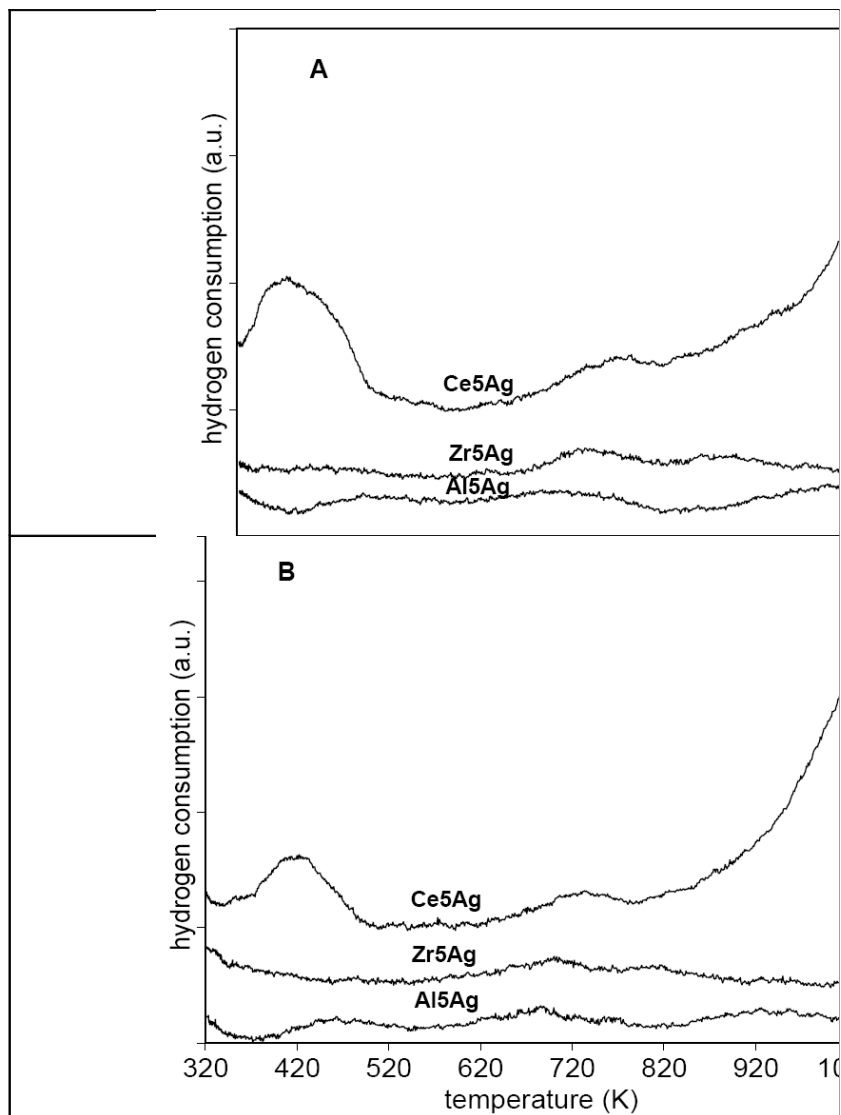 A
hydrogen consumption (a.u.)
Ce5Ag
Zr5Ag
Al5Ag
B
hydrogen consumption (a.u.)
Ce5Ag
Zr5Ag
Al5Ag
320 420 520 620 720 820 920
temperature (K)